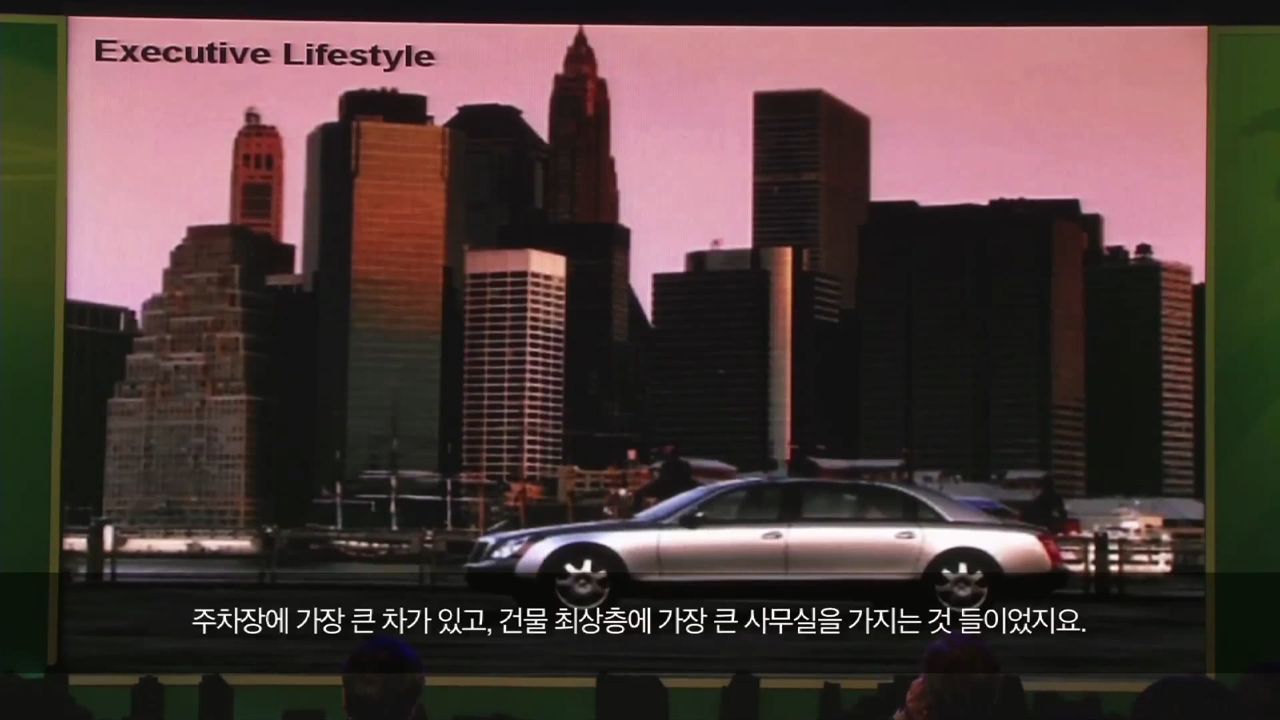 Executive Lifestyle
주차장에 가장 큰 차가 있고, 건물 최상층에 가장 큰 사무실을 가지는 것 들이었지요.